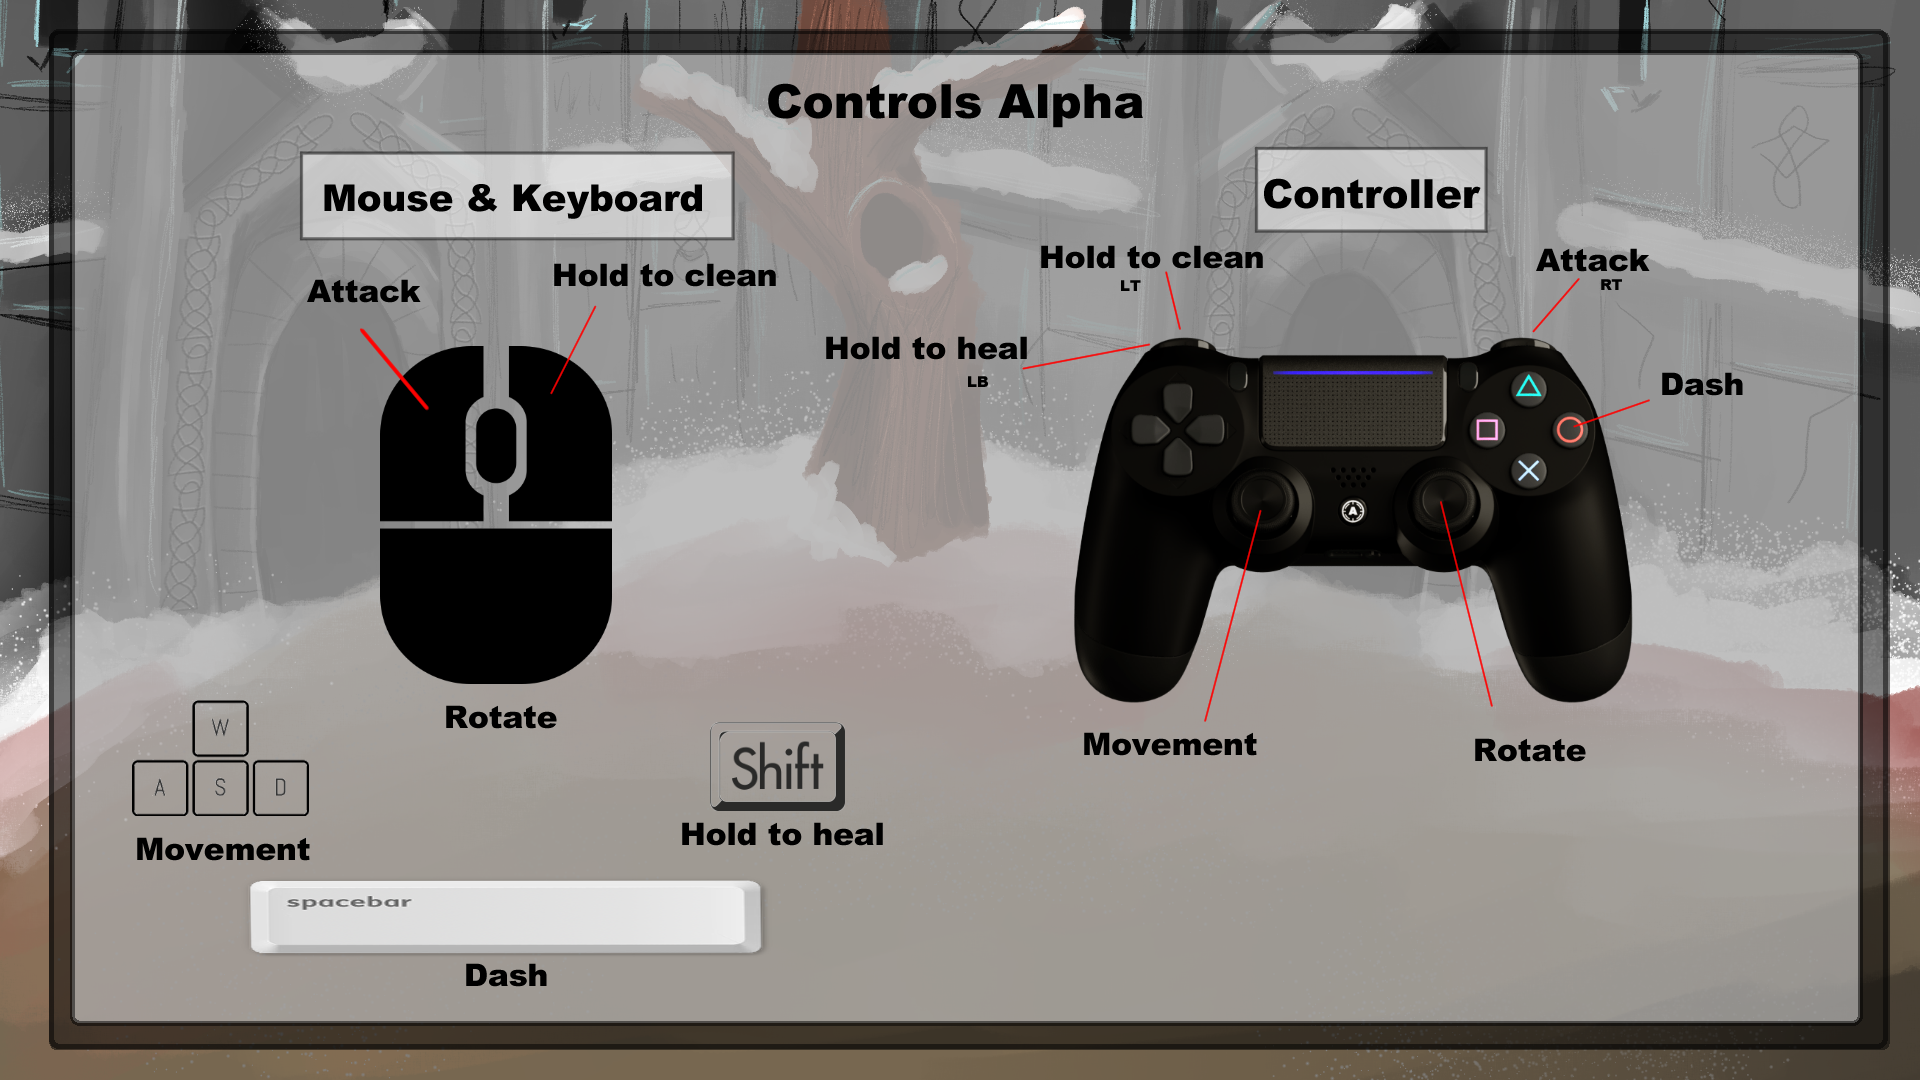 Controls Alpha
Mouse & Keyboard
Attack
Hold to clean
Rotate
W
A S D
Movement
Shift
Hold to heal
spacebar
Dash
Controller
Hold to clean
LT
Attack
RT
Hold to heal
LB
Dash
A
Movement
Rotate